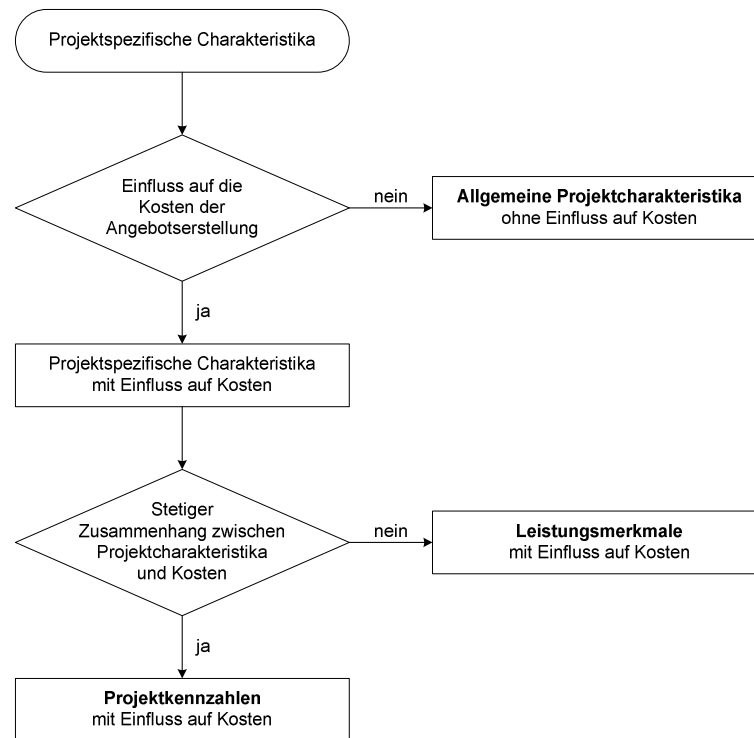 Projektspezifische Charakteristika
Einfluss auf die
Kosten der
Angebotserstellung
nein
Allgemeine Projektcharakteristika
ohne Einfluss auf Kosten
ja
Projektspezifische Charakteristika
mit Einfluss auf Kosten
Stetiger
Zusammenhang zwischen
Projektcharakteristika
und Kosten
nein
Leistungsmerkmale
mit Einfluss auf Kosten
ja
Projektkennzahlen
mit Einfluss auf Kosten